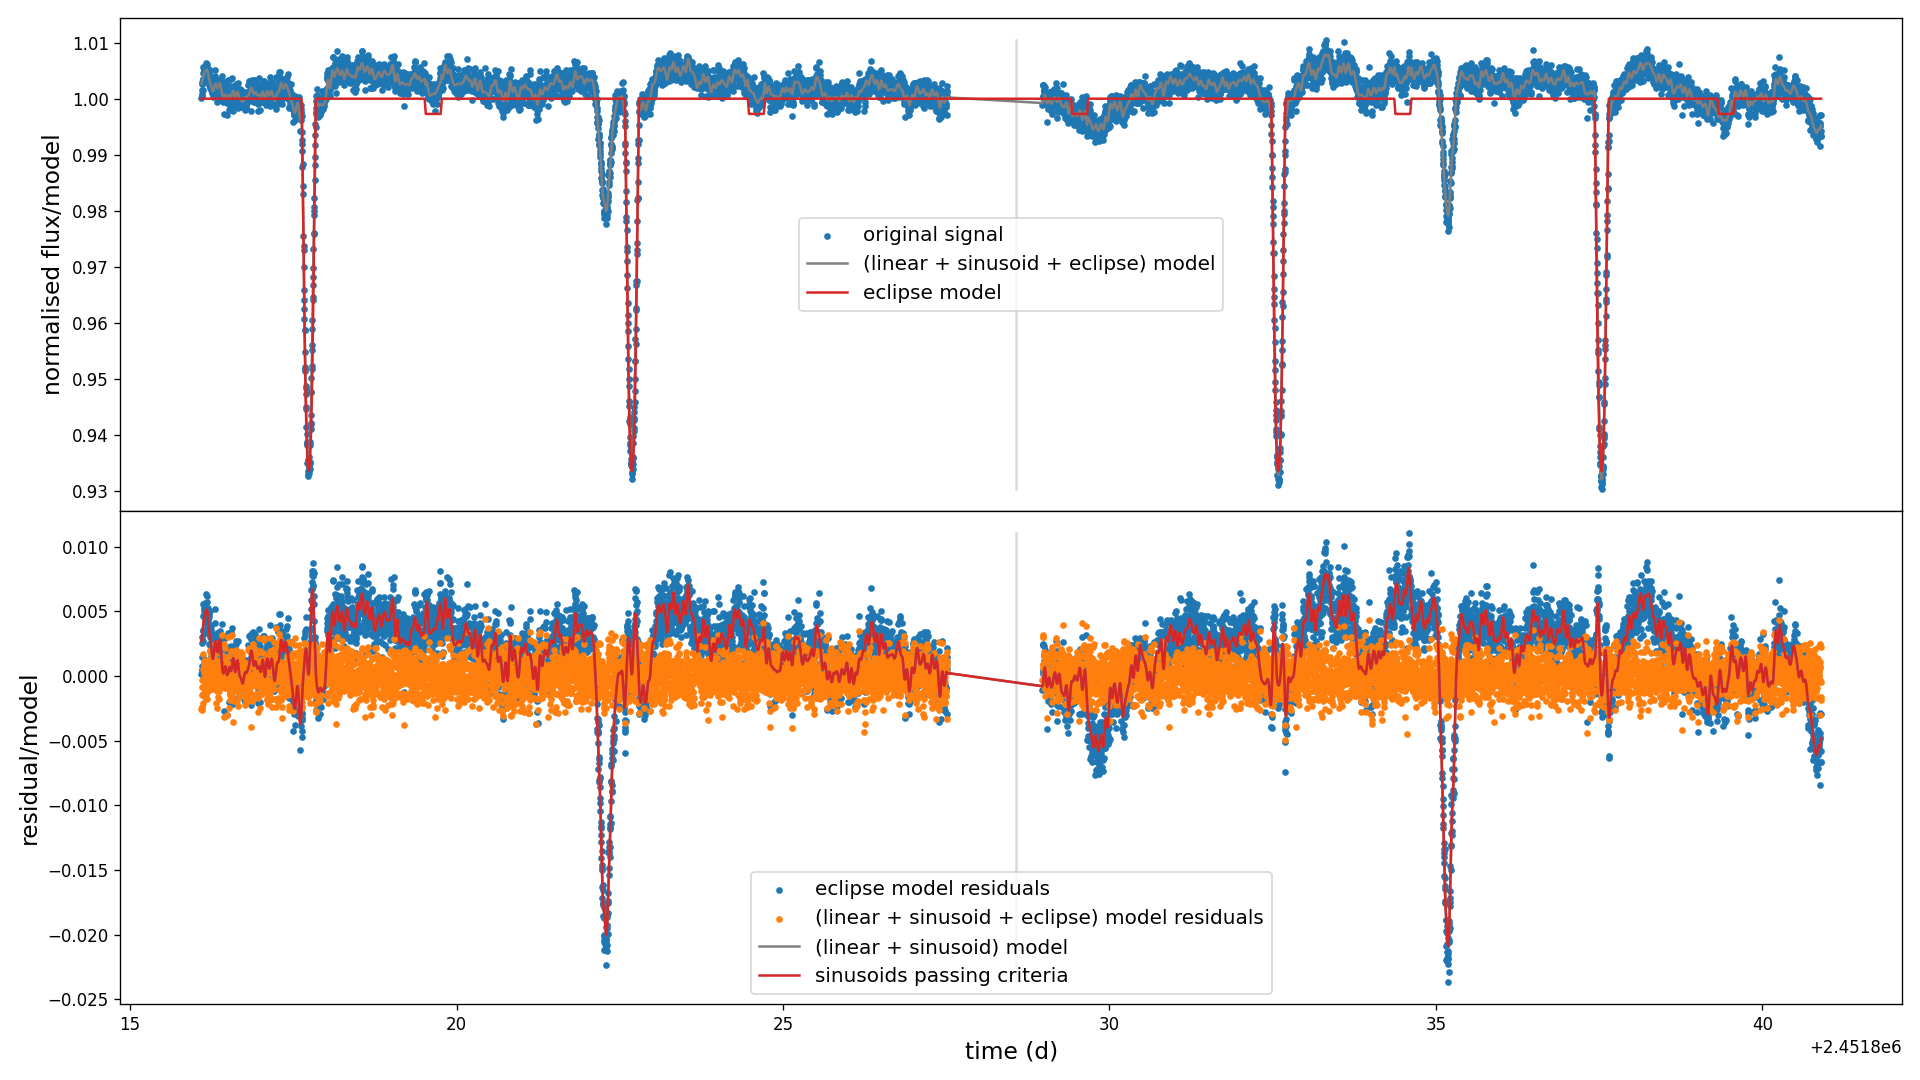 1.01
1.00
0.99
0.98
0.97
0.96
0.95
0.94
0.93
normalised flux/model
original signal
(linear + sinusoid + eclipse) model
eclipse model
0.010
0.005
0.000
−0.005
−0.010
−0.015
−0.020
−0.025
residual/model
eclipse model residuals
(linear + sinusoid + eclipse) model residuals
(linear + sinusoid) model
sinusoids passing criteria
15 20 25 30 35 40
time (d)
+2.4518e6